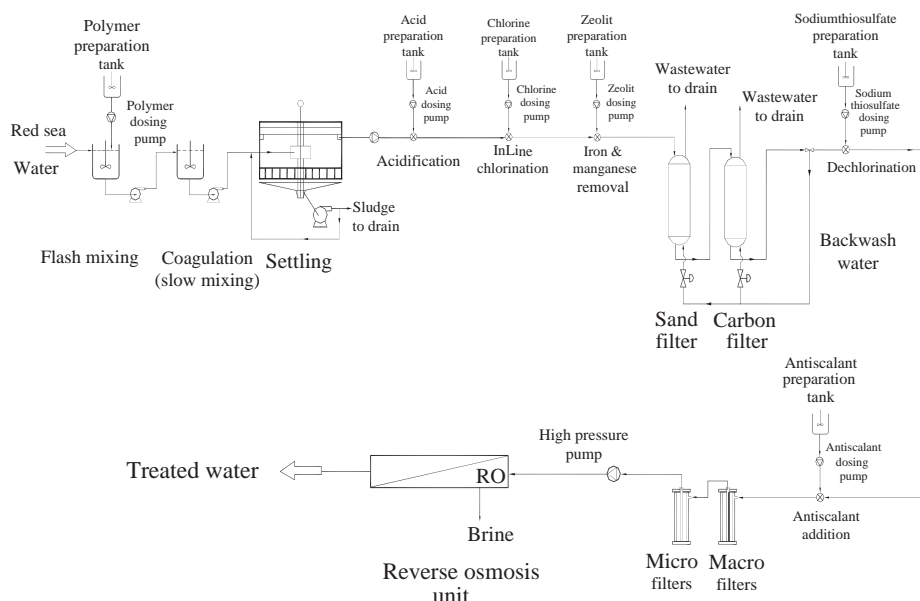 Polymer
preparation
tank
Acid
preparation
tank
Chlorine
preparation
tank
Zeolit
preparation
tank
Sodiumthiosulfate
preparation
tank
Polymer
dosing
pump
Acid
dosing
pump
Chlorine
dosing
pump
Zeolit
dosing
pump
Wastewater
to drain
Wastewater
to drain
Sodium
thiosulfate
dosing
pump
Red sea
Water
Acidification
InLine
chlorination
Iron &
manganese
removal
Dechlorination
Sludge
to drain
Flash mixing
Coagulation
(slow mixing)
Settling
Backwash
water
Sand
filter
Carbon
filter
Antiscalant
preparation
tank
Antiscalant
dosing
pump
High pressure
pump
Treated water
RO
Antiscalant
addition
Brine
Micro
filters
Macro
filters
Reverse osmosis
unit